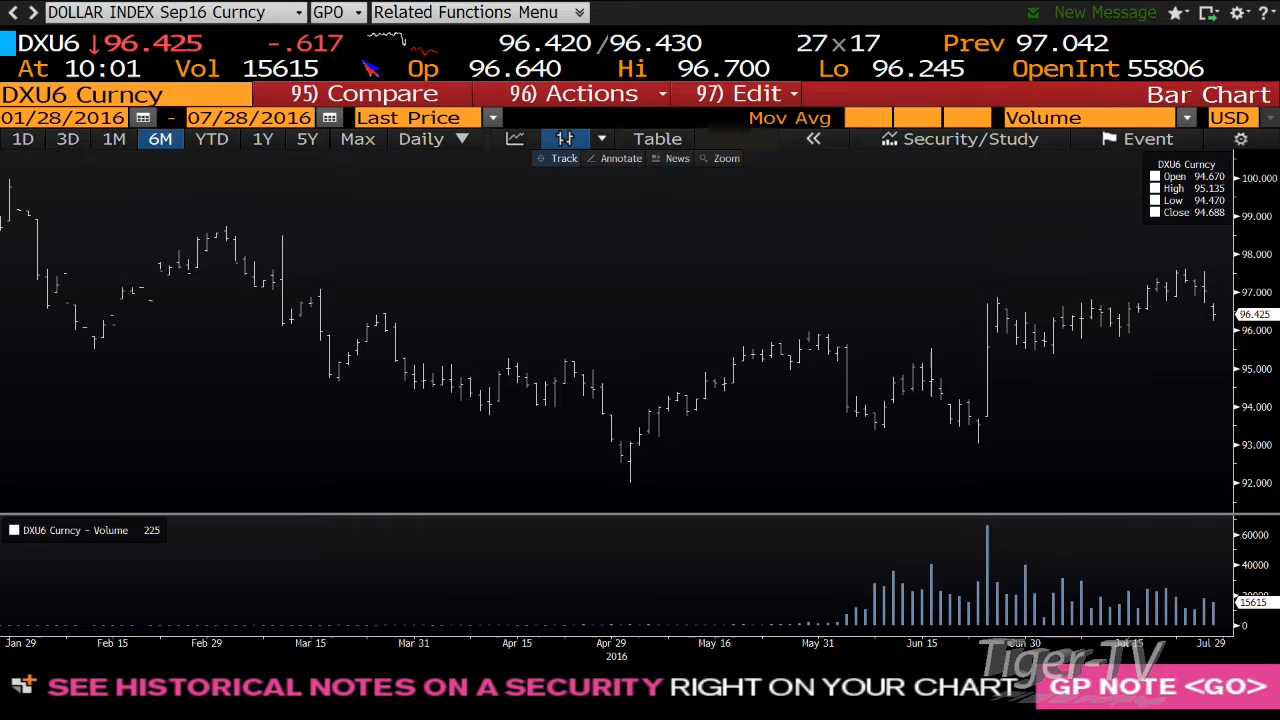 DOLLAR INDEX Sep16 Curncy GPO Related Functions Menu New Message ?
DXU6 ↓96.425 -.617 96.420/96.430 27x17 Prev 97.042
At 10:01 Vol 15615 Op 96.640 Hi 96.700 Lo 96.245 OpenInt 55806
DXU6 Curncy 95) Compare 96) Actions 97) Edit Bar Chart
01/28/2016 - 07/28/2016 Last Price Mov Avg Volume USD
1D 3D 1M 6M YTD 1Y 5Y Max Daily Table Security/Study Event
Track Annotate News Zoom
DXU6 Curncy
Open 94.670
High 95.135
Low 94.470
Close 94.688
100.000
99.000
98.000
97.000
96.425
96.000
95.000
94.000
93.000
92.000
DXU6 Curncy - Volume 225
60000
40000
20000
15615
0
Jan 29 Feb 15 Feb 29 Mar 15 Mar 31 Apr 15 Apr 29 May 16 May 31 Jun 15 Jun 30 Jul 15 Jul 29
2016
Tiger-TV
SEE HISTORICAL NOTES ON A SECURITY RIGHT ON YOUR CHART GP NOTE <GO>